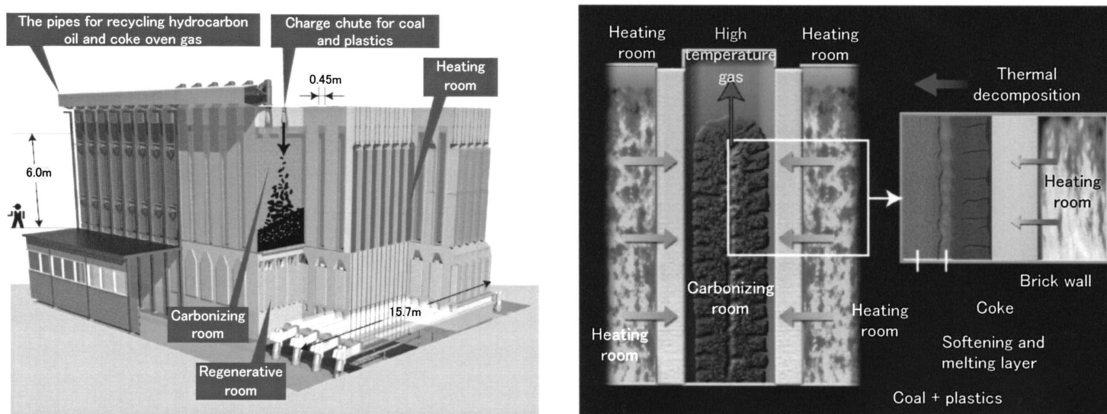 The pipes for recycling hydrocarbon
oil and coke oven gas
Charge chute for coal
and plastics
0.45m
Heating
room
6.0m
Carbonizing
room
15.7m
Regenerative
room
Heating
room
High
temperature
gas
Heating
room
Thermal
decomposition
Heating
room
Carbonizing
room
Heating
room
Heating
room
Brick wall
Coke
Softening and
melting layer
Coal + plastics